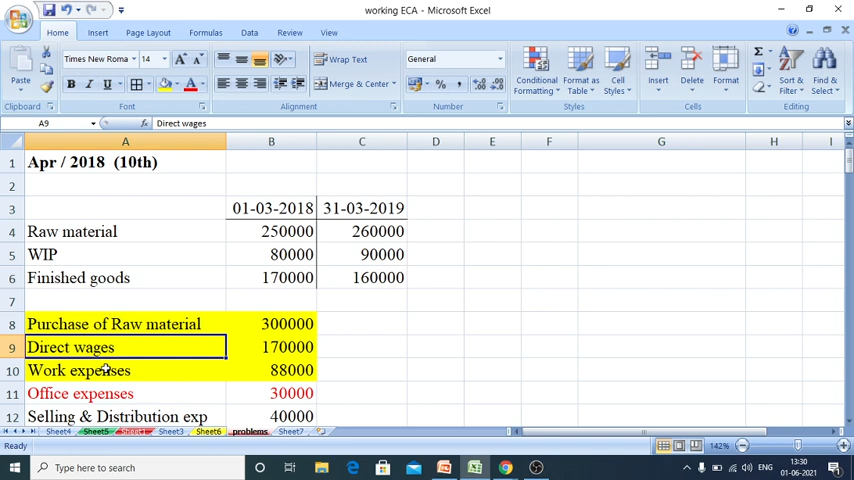 working ECA - Microsoft Excel
Home Insert Page Layout Formulas Data Review View
Paste
Times New Roma 14
Wrap Text
General
Merge & Center
Conditional Formatting
Format as Table
Cell Styles
Insert Delete Format
Sort & Filter
Find & Select
Clipboard Font Alignment Number Styles Cells Editing
A9 fx Direct wages
A B C D E F G H I
1 Apr / 2018 (10th)
2
3 01-03-2018 31-03-2019
4 Raw material 250000 260000
5 WIP 80000 90000
6 Finished goods 170000 160000
7
8 Purchase of Raw material 300000
9 Direct wages 170000
10 Work expenses 88000
11 Office expenses 30000
12 Selling & Distribution exp 40000
Sheet4 Sheet5 Sheet1 Sheet3 Sheet6 problems Sheet7
Ready 142%
Type here to search
ENG
13:30
01-06-2021